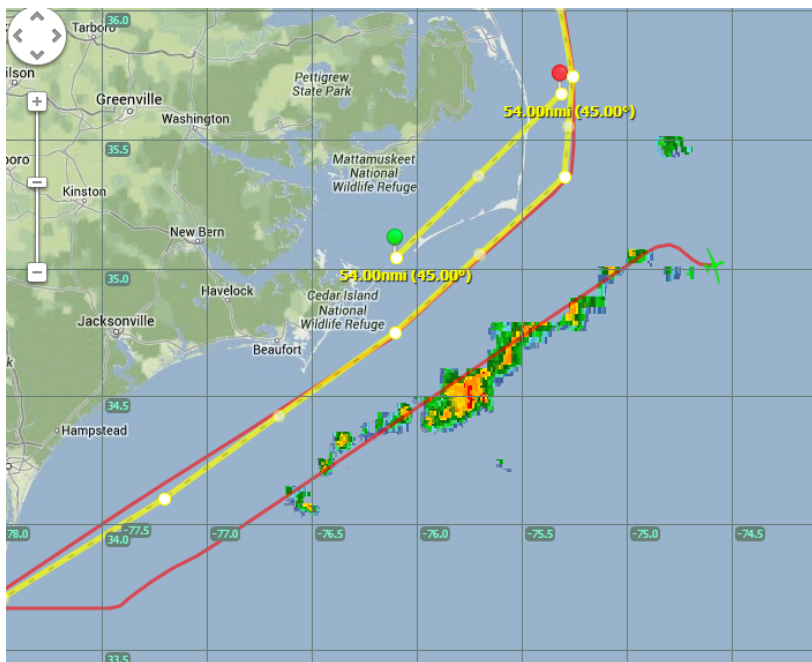 36.0
Tarboro
ilson
Pettigrew
State Park
Greenville
Washington
54.00nmi (45.00°)
35.5
boro
Mattamuskeet
National
Wildlife Refuge
Kinston
New Bern
35.0
54.00nmi (45.00°)
Havelock
Cedar Island
National
Wildlife Refuge
Jacksonville
Beaufort
k
34.5
Hampstead
-78.0
34.0
-77.5
-77.0
-76.5
-76.0
-75.5
-75.0
-74.5
33.5